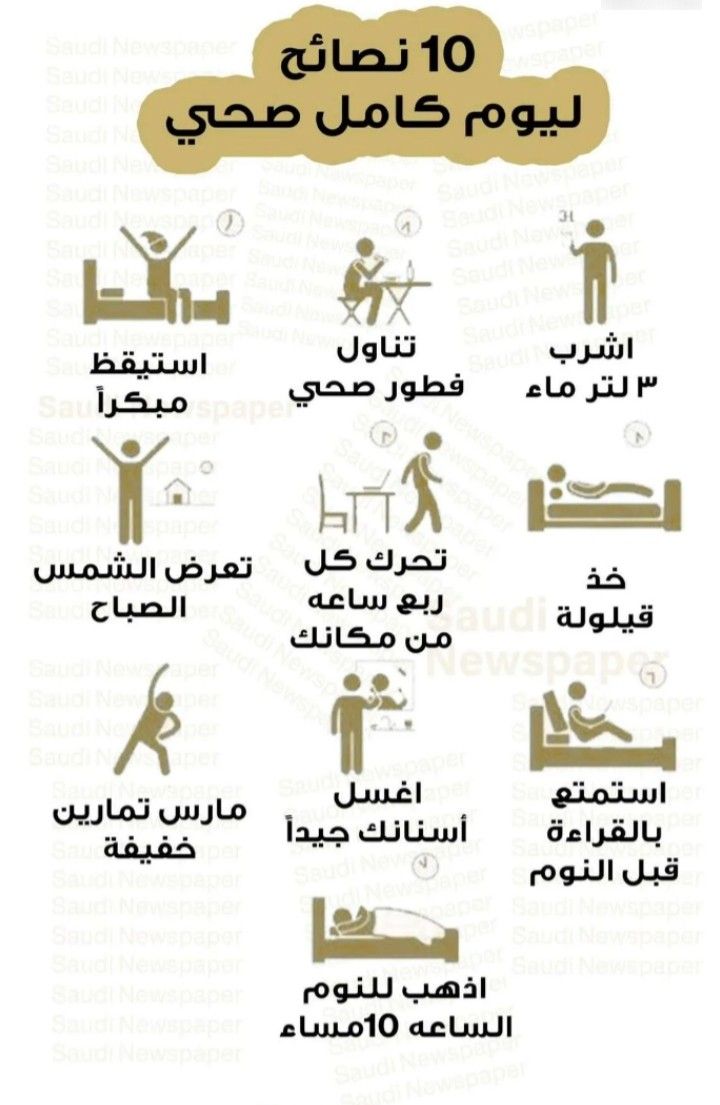 10 نصائح
ليوم كامل صحي
اشرب
٣ لتر ماء
تناول
فطور صحي
استيقظ
مبكراً
خذ
قيلولة
تحرك كل
ربع ساعه
من مكانك
تعرض الشمس
الصباح
استمتع
بالقراءة
قبل النوم
اغسل
أسنانك جيداً
مارس تمارين
خفيفة
اذهب للنوم
الساعه 10مساء
Saudi Newspaper
Saudi
Newspaper